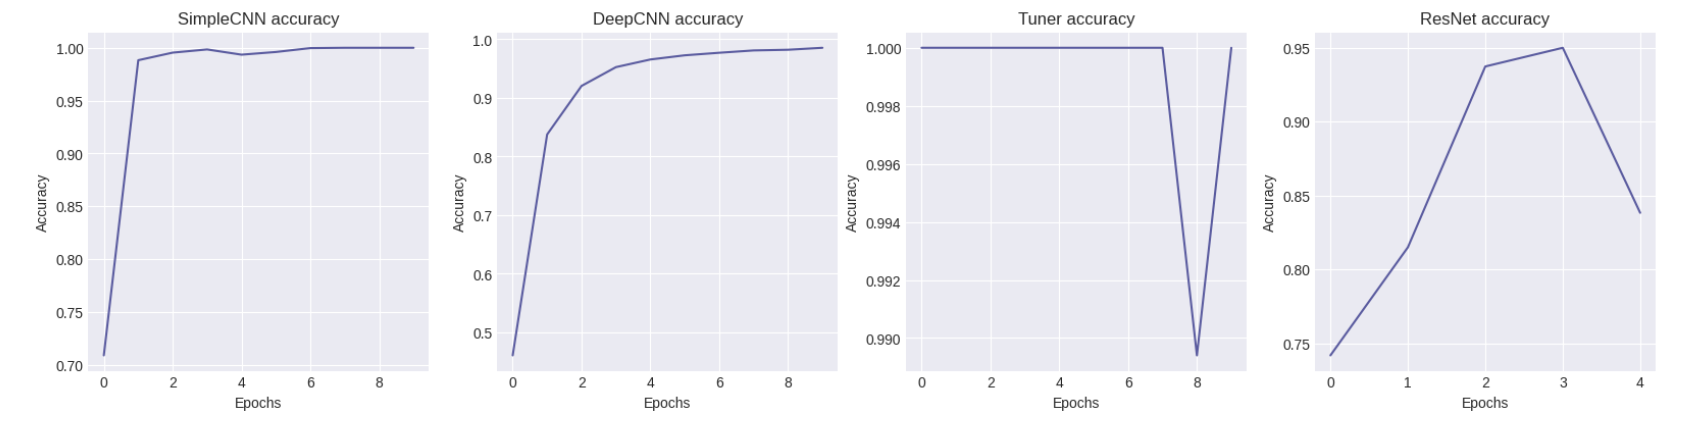 SimpleCNN accuracy
1.00
0.95
0.90
0.85
0.80
0.75
0.70
Accuracy
0 2 4 6 8
Epochs
DeepCNN accuracy
1.0
0.9
0.8
0.7
0.6
0.5
Accuracy
0 2 4 6 8
Epochs
Tuner accuracy
1.000
0.998
0.996
0.994
0.992
0.990
Accuracy
0 2 4 6 8
Epochs
ResNet accuracy
0.95
0.90
0.85
0.80
0.75
Accuracy
0 1 2 3 4
Epochs